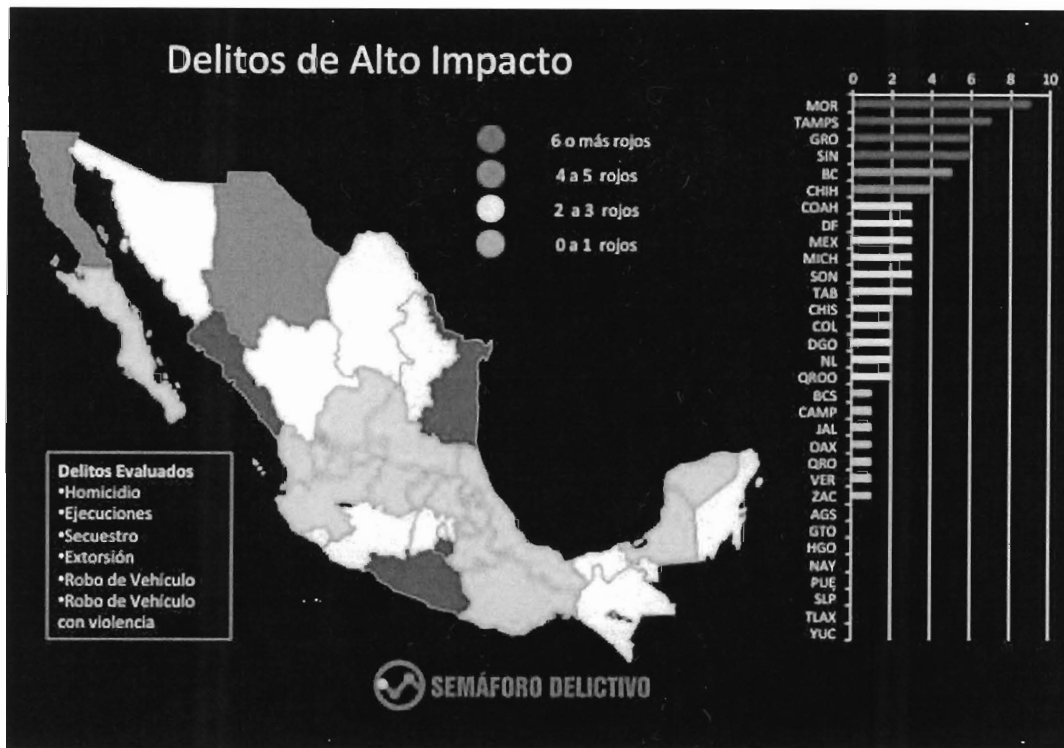 Delitos de Alto Impacto
6 o más rojos
4 a 5 rojos
2 a 3 rojos
0 a 1 rojos
Delitos Evaluados
•Homicidio
•Ejecuciones
•Secuestro
•Extorsión
•Robo de Vehículo
•Robo de Vehículo
con violencia
SEMÁFORO DELICTIVO
0 2 4 6 8 10
MOR
TAMPS
GRO
SIN
BC
CHIH
COAH
DF
MEX
MICH
SON
TAB
CHIS
COL
DGO
NL
QROO
BCS
CAMP
JAL
OAX
QRO
VER
ZAC
AGS
GTO
HGO
NAY
PUE
SLP
TLAX
YUC